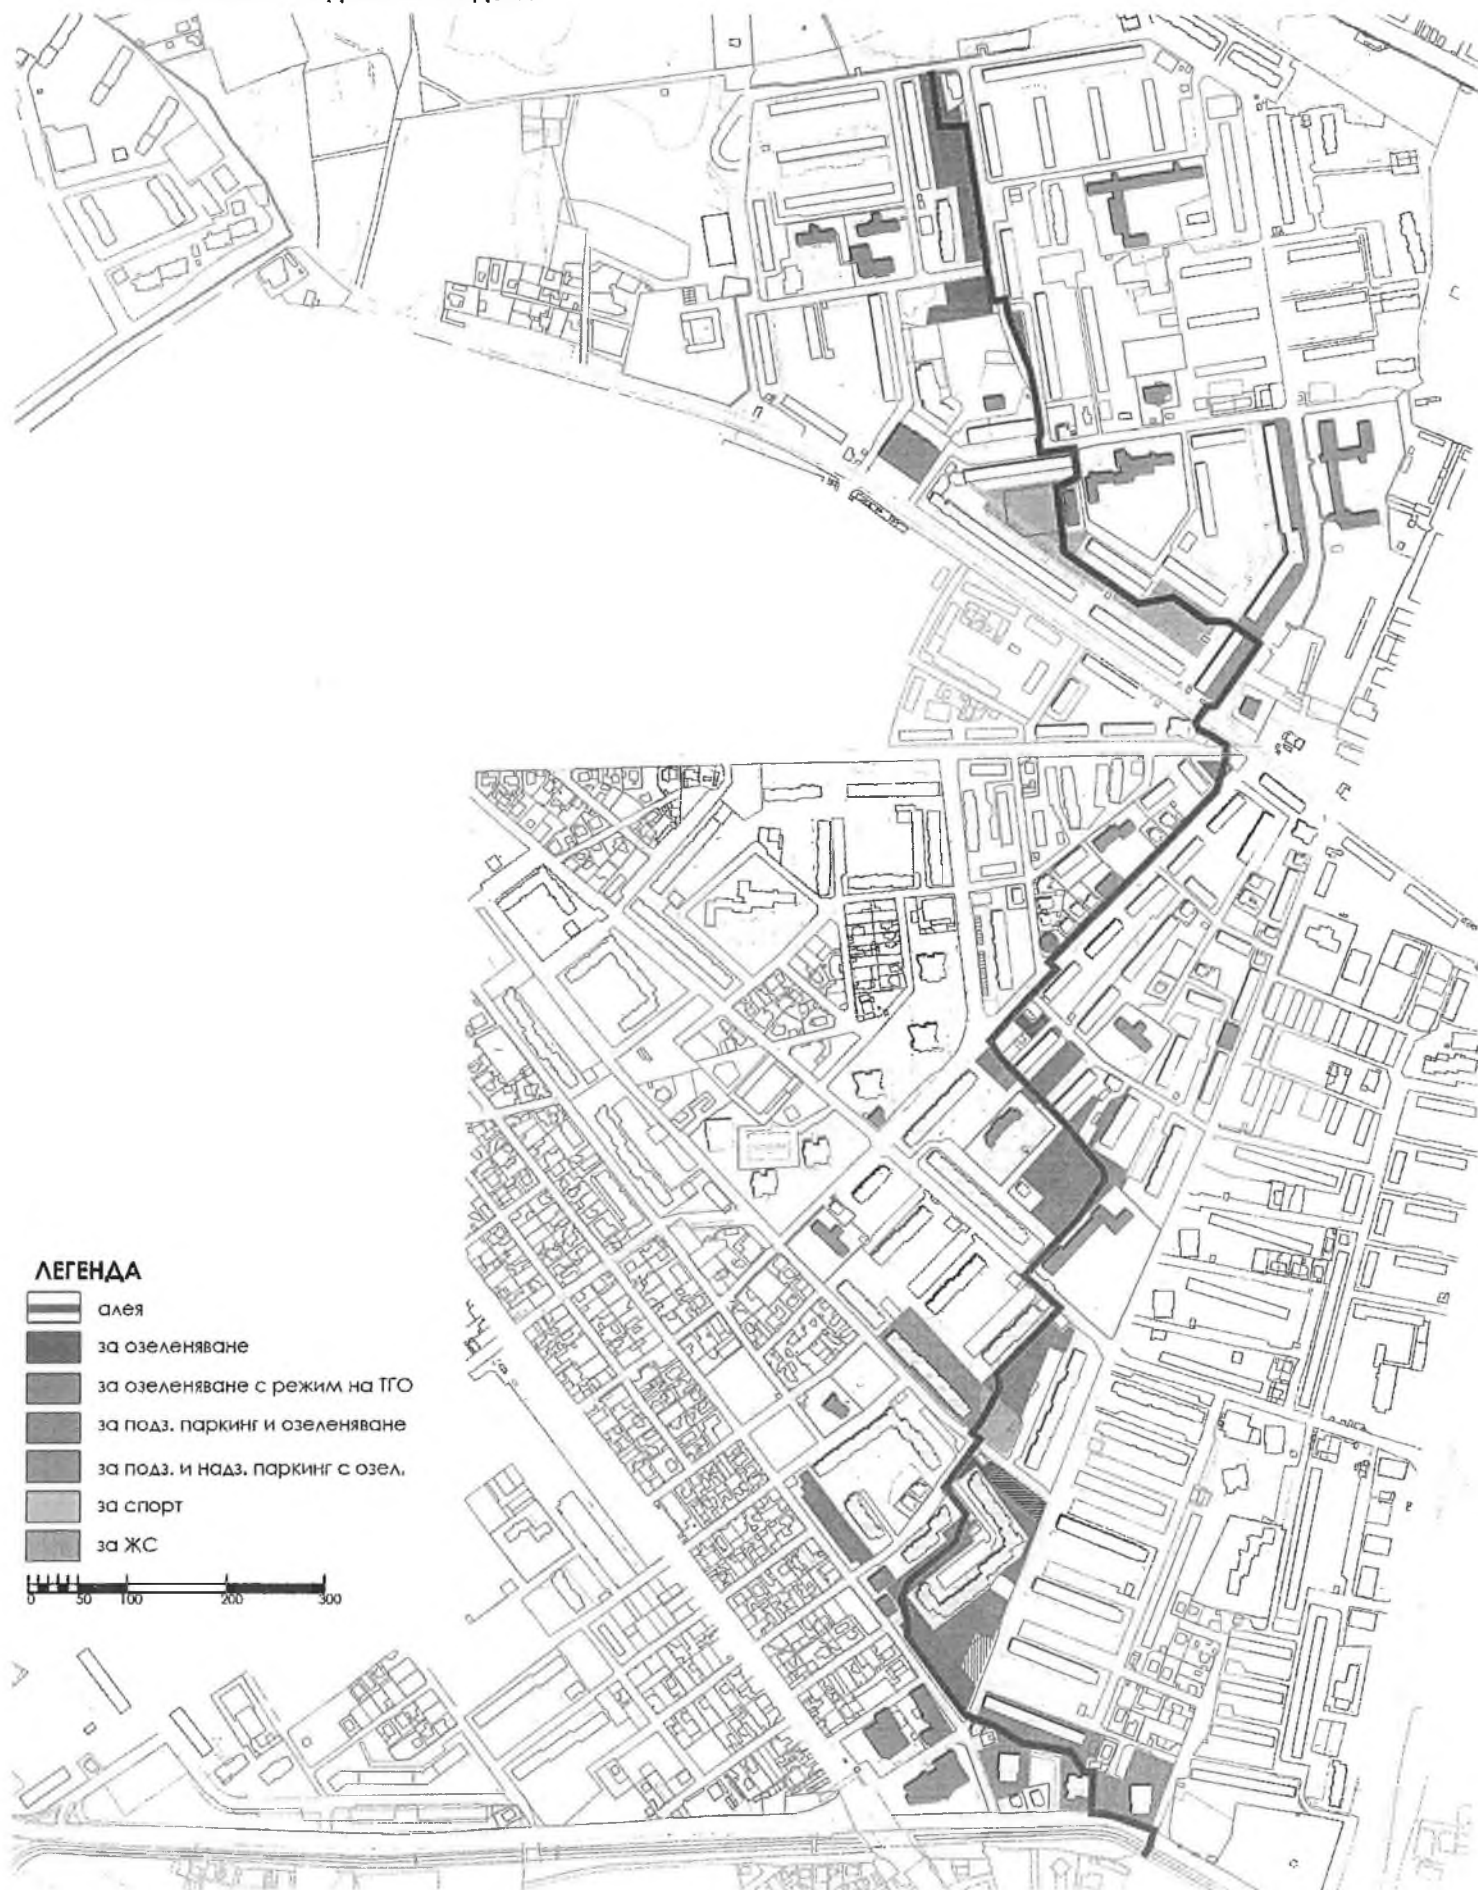 ЛЕГЕНДА
алея
за озеленяване
за озеленяване с режим на ТГО
за подз. паркинг и озеленяване
за подз. и надз. паркинг с озел.
за спорт
за ЖС
0 50 100 200 300